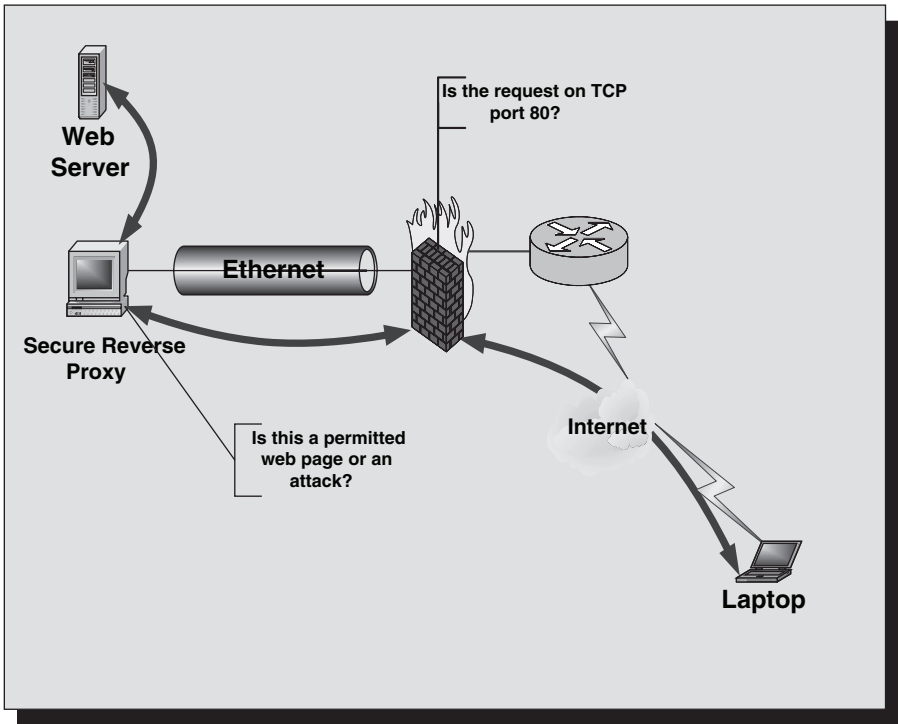 Is the request on TCP
port 80?
Web
Server
Ethernet
Secure Reverse
Proxy
Internet
Is this a permitted
web page or an
attack?
Laptop